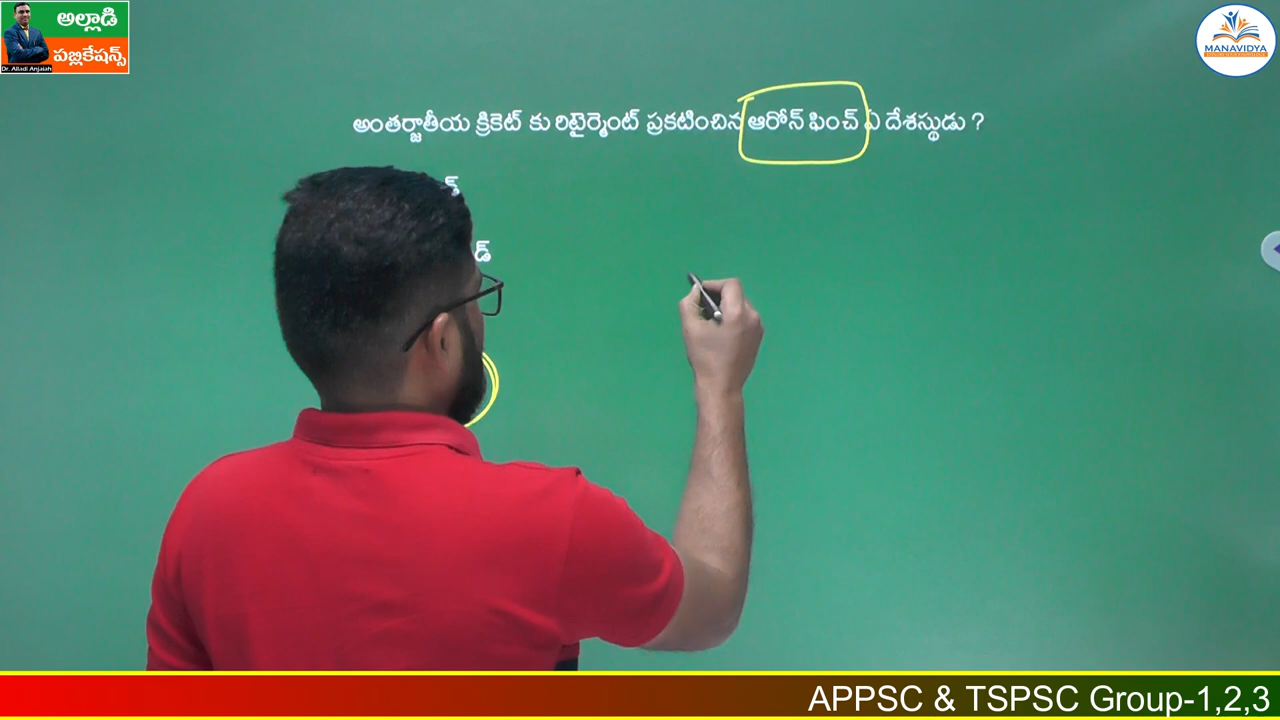 అల్లాడి
పబ్లికేషన్స్
Dr. Alladi Anjaiah
MANAVIDYA
అంతర్జాతీయ క్రికెట్ కు రిటైర్మెంట్ ప్రకటించిన ఆరోన్ ఫించ్ ఏ దేశస్థుడు ?
డ్
APPSC & TSPSC Group-1,2,3